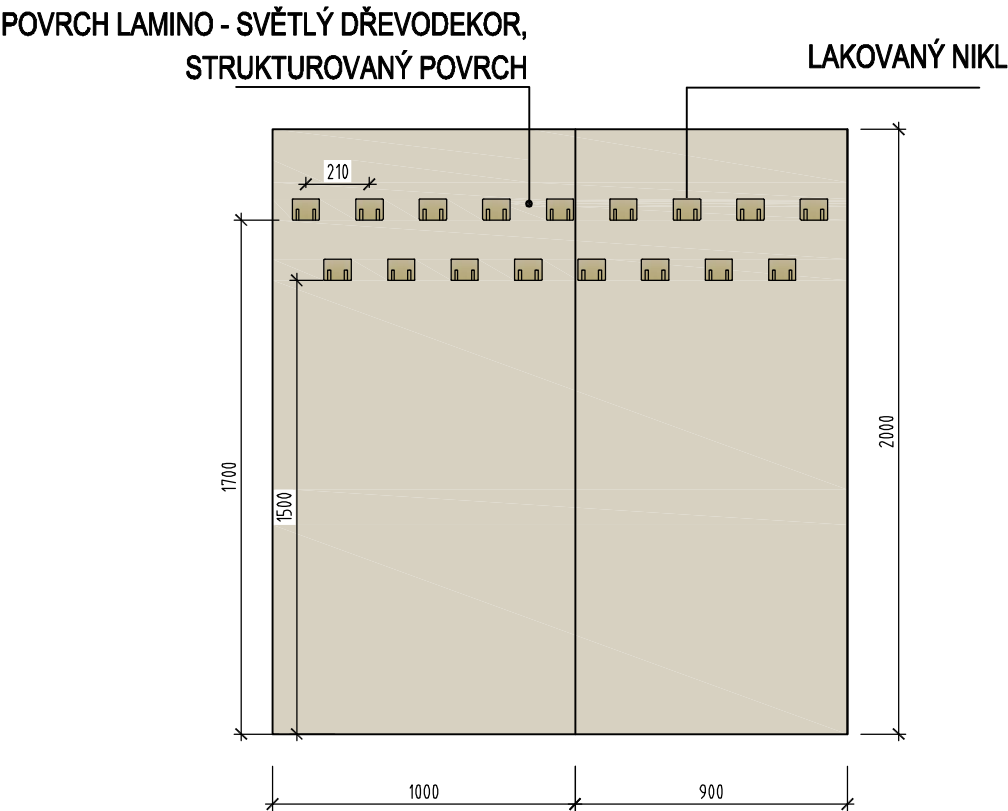 POVRCH LAMINO - SVĚTLÝ DŘEVODEKOR,
STRUKTUROVANÝ POVRCH
LAKOVANÝ NIKL
210
1700
1500
2000
1000
900